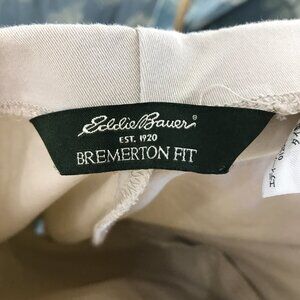 Eddie Bauer®
EST. 1920
BREMERTON FIT